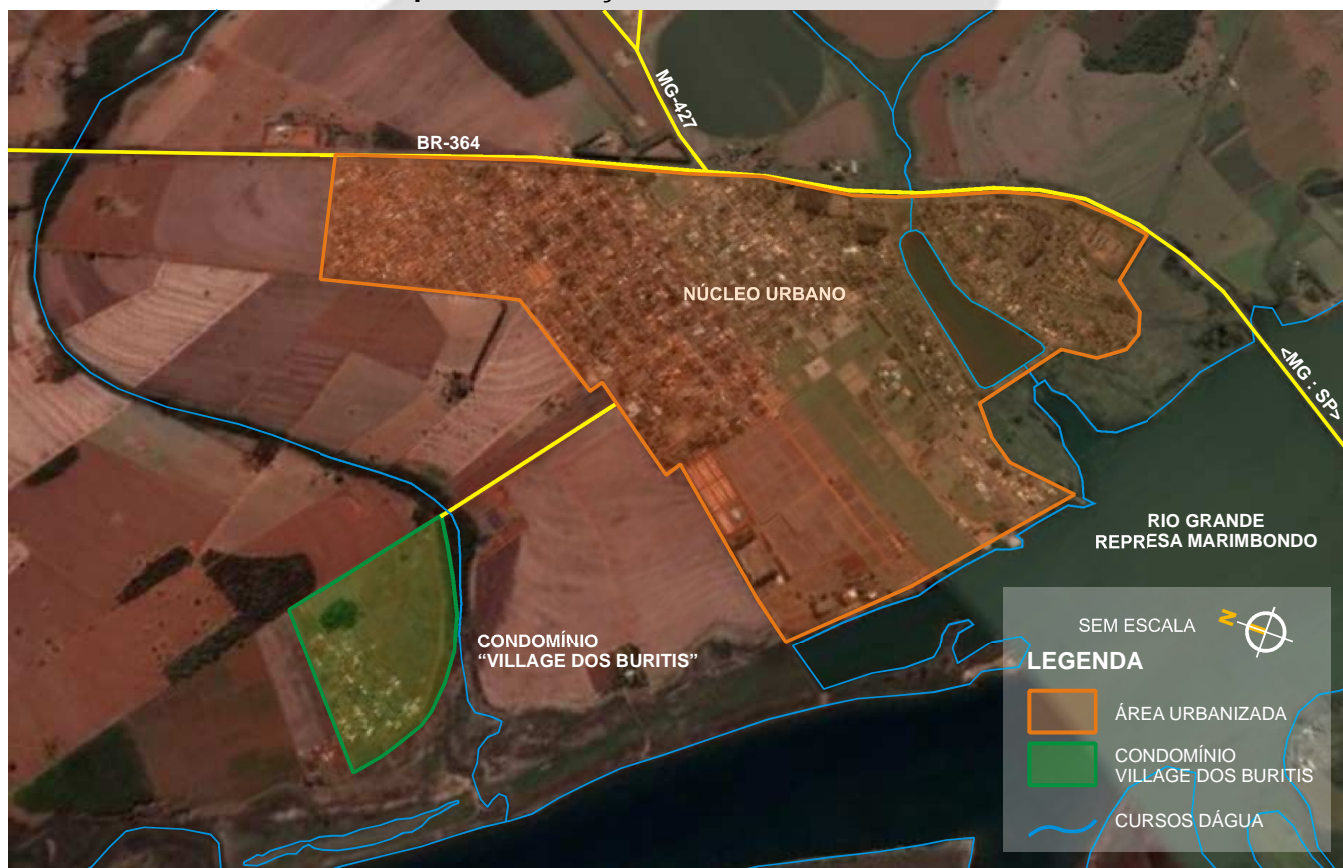 MG-427
BR-364
NÚCLEO URBANO
<MG : SP>
RIO GRANDE
REPRESA MARIMBONDO
CONDOMÍNIO
“VILLAGE DOS BURITIS”
SEM ESCALA
N
LEGENDA
ÁREA URBANIZADA
CONDOMÍNIO
VILLAGE DOS BURITIS
CURSOS DÁGUA